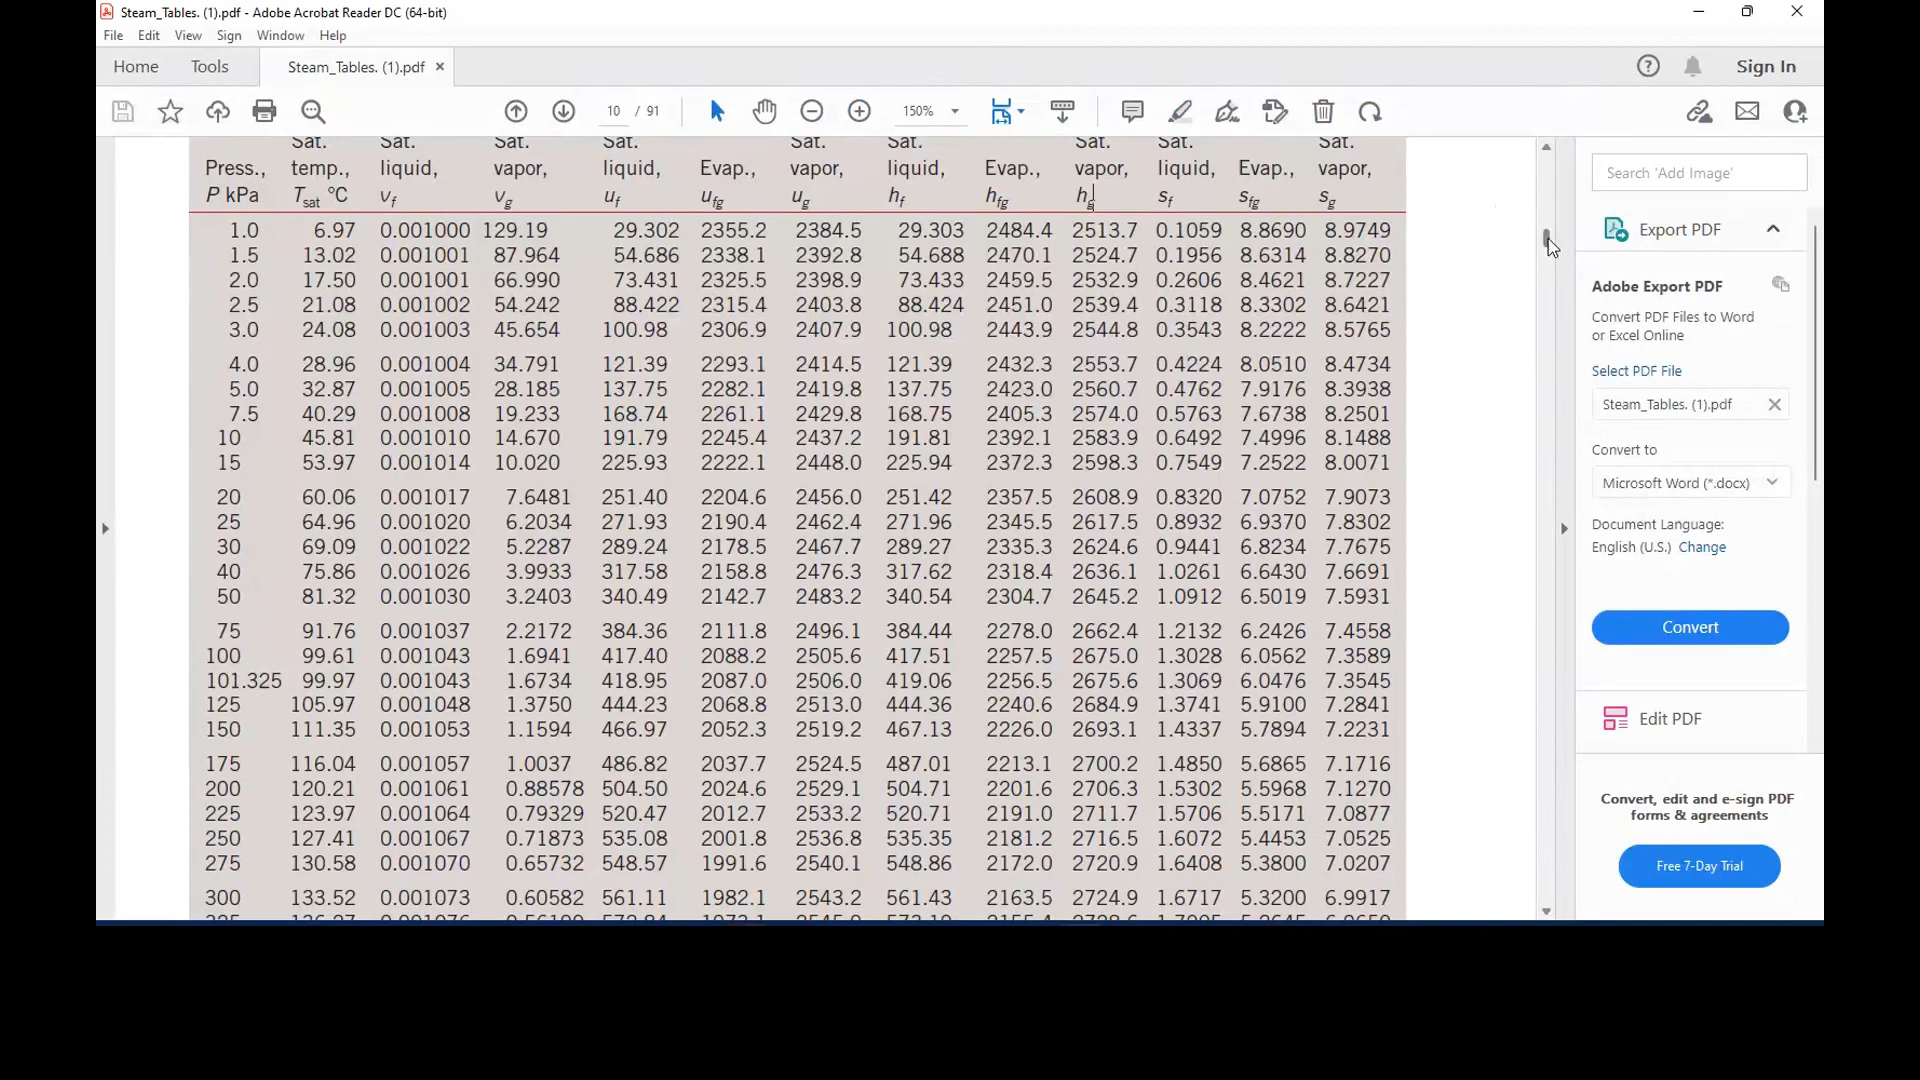 Steam_Tables. (1).pdf - Adobe Acrobat Reader DC (64-bit)
File Edit View Sign Window Help
Home Tools Steam_Tables. (1).pdf × Sign In
10 / 91 150%
Sat. Sat. Sat. Sat. Sat. Sat. Sat. Sat. Sat.
Press., temp., liquid, vapor, liquid, Evap., vapor, liquid, Evap., vapor, liquid, Evap., vapor,
P kPa Tsat °C vf vg uf ufg ug hf hfg hg sf sfg sg
1.0 6.97 0.001000 129.19 29.302 2355.2 2384.5 29.303 2484.4 2513.7 0.1059 8.8690 8.9749
1.5 13.02 0.001001 87.964 54.686 2338.1 2392.8 54.688 2470.1 2524.7 0.1956 8.6314 8.8270
2.0 17.50 0.001001 66.990 73.431 2325.5 2398.9 73.433 2459.5 2532.9 0.2606 8.4621 8.7227
2.5 21.08 0.001002 54.242 88.422 2315.4 2403.8 88.424 2451.0 2539.4 0.3118 8.3302 8.6421
3.0 24.08 0.001003 45.654 100.98 2306.9 2407.9 100.98 2443.9 2544.8 0.3543 8.2222 8.5765
4.0 28.96 0.001004 34.791 121.39 2293.1 2414.5 121.39 2432.3 2553.7 0.4224 8.0510 8.4734
5.0 32.87 0.001005 28.185 137.75 2282.1 2419.8 137.75 2423.0 2560.7 0.4762 7.9176 8.3938
7.5 40.29 0.001008 19.233 168.74 2261.1 2429.8 168.75 2405.3 2574.0 0.5763 7.6738 8.2501
10 45.81 0.001010 14.670 191.79 2245.4 2437.2 191.81 2392.1 2583.9 0.6492 7.4996 8.1488
15 53.97 0.001014 10.020 225.93 2222.1 2448.0 225.94 2372.3 2598.3 0.7549 7.2522 8.0071
20 60.06 0.001017 7.6481 251.40 2204.6 2456.0 251.42 2357.5 2608.9 0.8320 7.0752 7.9073
25 64.96 0.001020 6.2034 271.93 2190.4 2462.4 271.96 2345.5 2617.5 0.8932 6.9370 7.8302
30 69.09 0.001022 5.2287 289.24 2178.5 2467.7 289.27 2335.3 2624.6 0.9441 6.8234 7.7675
40 75.86 0.001026 3.9933 317.58 2158.8 2476.3 317.62 2318.4 2636.1 1.0261 6.6430 7.6691
50 81.32 0.001030 3.2403 340.49 2142.7 2483.2 340.54 2304.7 2645.2 1.0912 6.5019 7.5931
75 91.76 0.001037 2.2172 384.36 2111.8 2496.1 384.44 2278.0 2662.4 1.2132 6.2426 7.4558
100 99.61 0.001043 1.6941 417.40 2088.2 2505.6 417.51 2257.5 2675.0 1.3028 6.0562 7.3589
101.325 99.97 0.001043 1.6734 418.95 2087.0 2506.0 419.06 2256.5 2675.6 1.3069 6.0476 7.3545
125 105.97 0.001048 1.3750 444.23 2068.8 2513.0 444.36 2240.6 2684.9 1.3741 5.9100 7.2841
150 111.35 0.001053 1.1594 466.97 2052.3 2519.2 467.13 2226.0 2693.1 1.4337 5.7894 7.2231
175 116.04 0.001057 1.0037 486.82 2037.7 2524.5 487.01 2213.1 2700.2 1.4850 5.6865 7.1716
200 120.21 0.001061 0.88578 504.50 2024.6 2529.1 504.71 2201.6 2706.3 1.5302 5.5968 7.1270
225 123.97 0.001064 0.79329 520.47 2012.7 2533.2 520.71 2191.0 2711.7 1.5706 5.5171 7.0877
250 127.41 0.001067 0.71873 535.08 2001.8 2536.8 535.35 2181.2 2716.5 1.6072 5.4453 7.0525
275 130.58 0.001070 0.65732 548.57 1991.6 2540.1 548.86 2172.0 2720.9 1.6408 5.3800 7.0207
300 133.52 0.001073 0.60582 561.11 1982.1 2543.2 561.43 2163.5 2724.9 1.6717 5.3200 6.9917
Search 'Add Image'
Export PDF
Adobe Export PDF
Convert PDF Files to Word
or Excel Online
Select PDF File
Steam_Tables. (1).pdf
Convert to
Microsoft Word (*.docx)
Document Language:
English (U.S.) Change
Convert
Edit PDF
Convert, edit and e-sign PDF
forms & agreements
Free 7-Day Trial